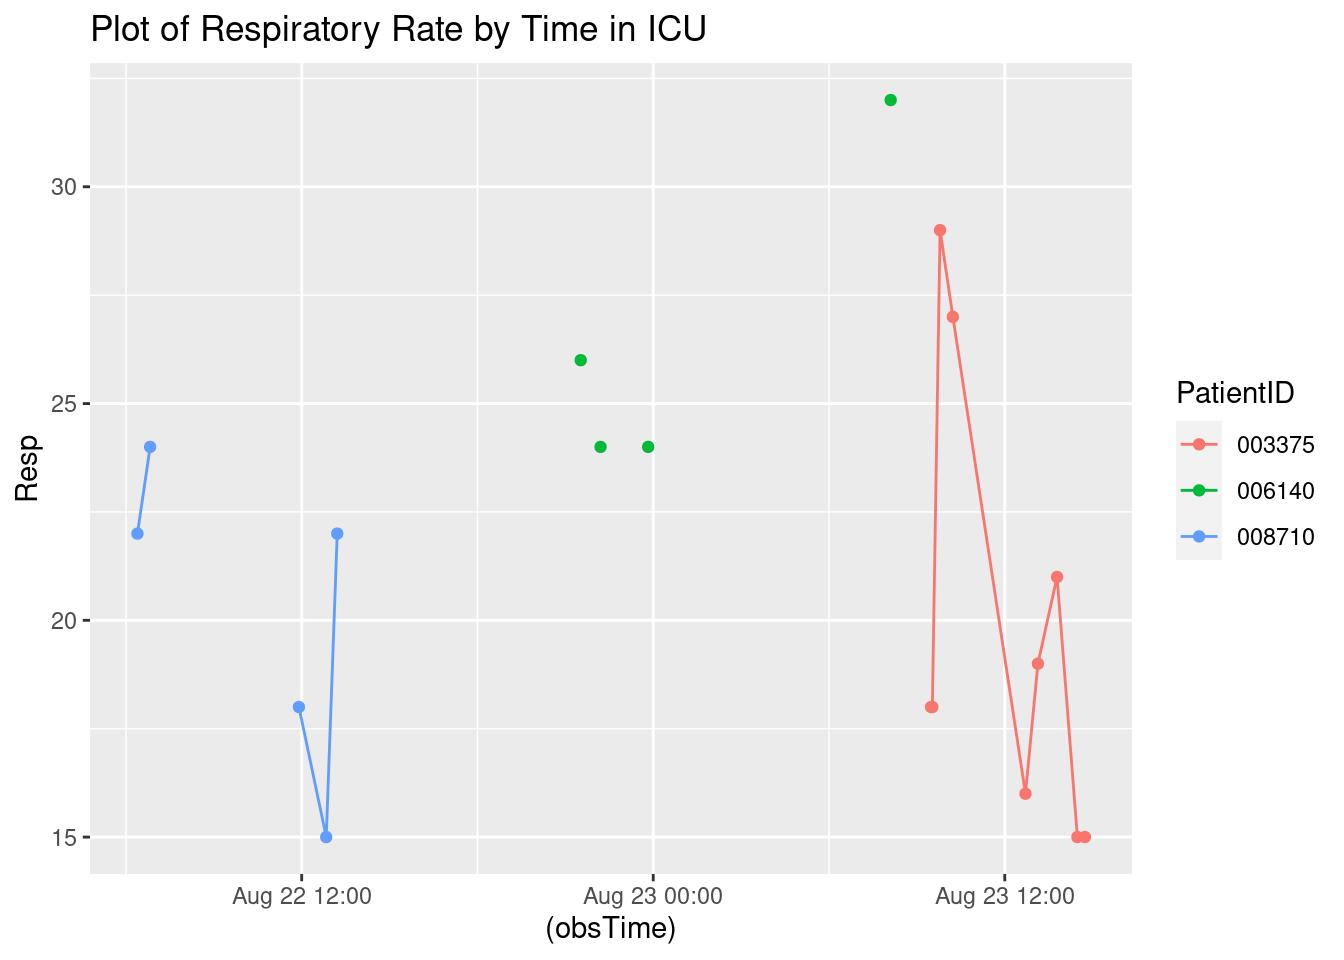 Plot of Respiratory Rate by Time in ICU
30
25
20
15
Resp
Aug 22 12:00
Aug 23 00:00
Aug 23 12:00
(obsTime)
PatientID
003375
006140
008710